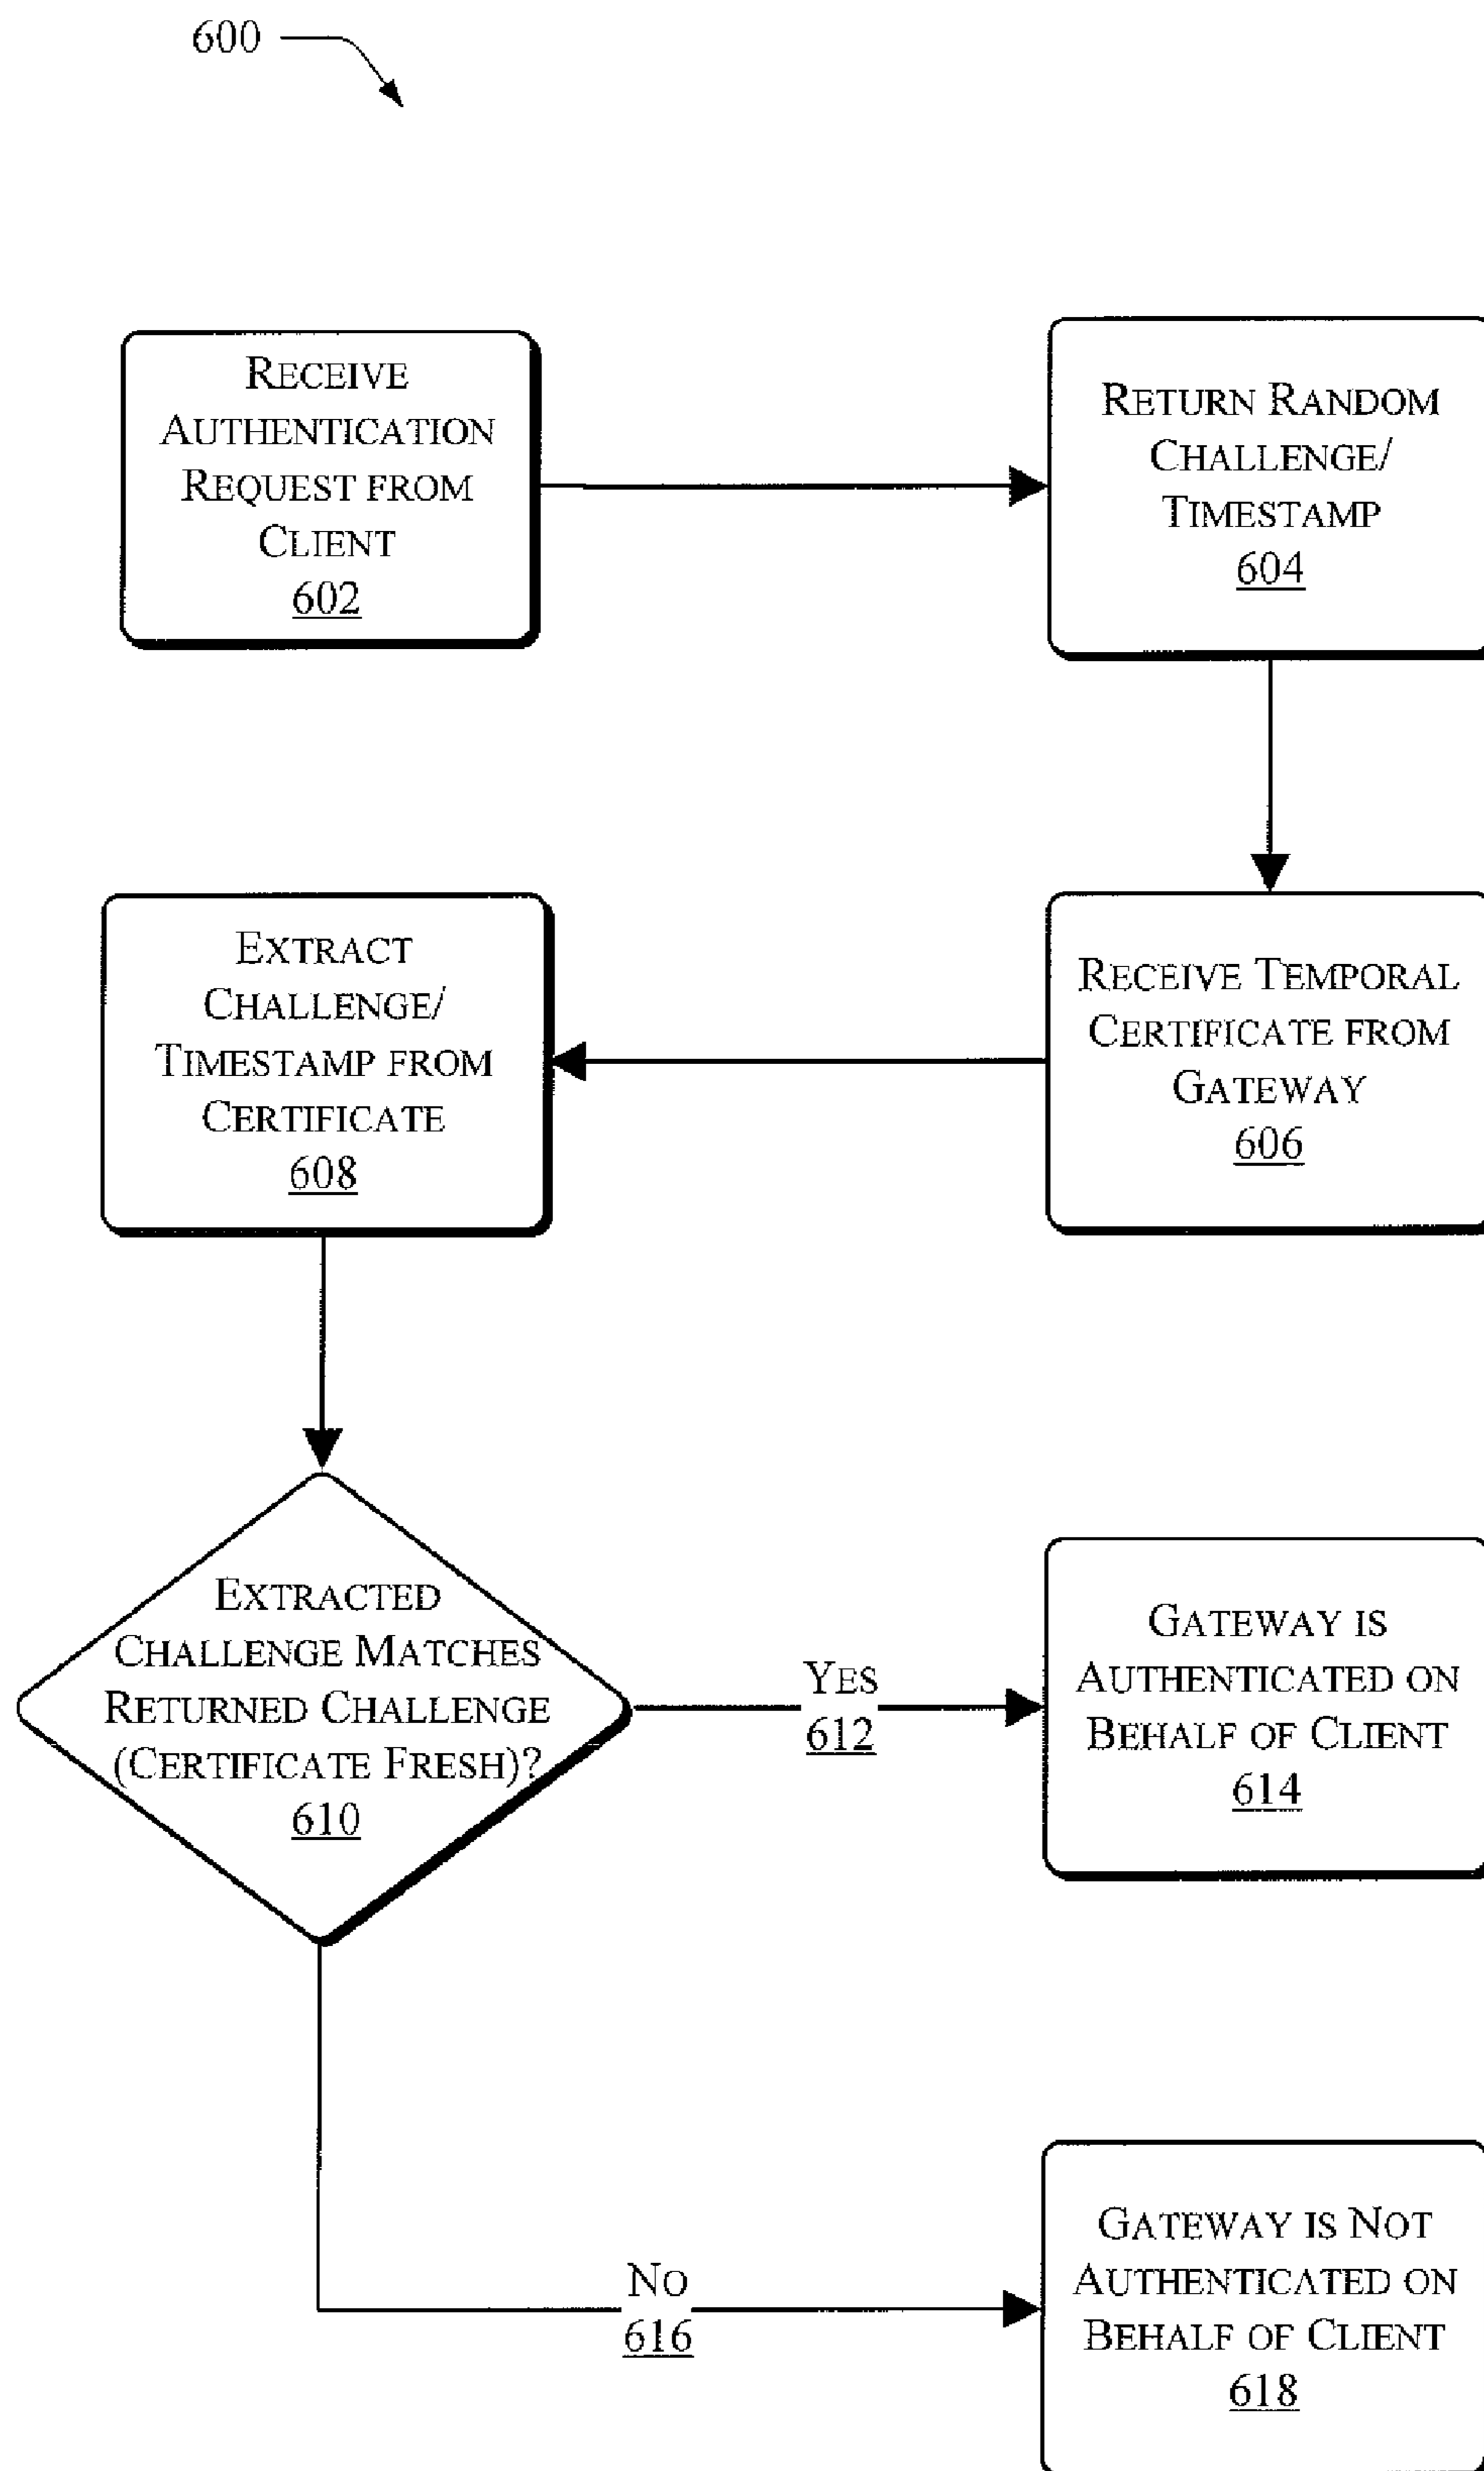 600
RECEIVE
AUTHENTICATION
REQUEST FROM
CLIENT
602
RETURN RANDOM
CHALLENGE/
TIMESTAMP
604
RECEIVE TEMPORAL
CERTIFICATE FROM
GATEWAY
606
EXTRACT
CHALLENGE/
TIMESTAMP FROM
CERTIFICATE
608
EXTRACTED
CHALLENGE MATCHES
RETURNED CHALLENGE
(CERTIFICATE FRESH)?
610
YES
612
GATEWAY IS
AUTHENTICATED ON
BEHALF OF CLIENT
614
NO
616
GATEWAY IS NOT
AUTHENTICATED ON
BEHALF OF CLIENT
618